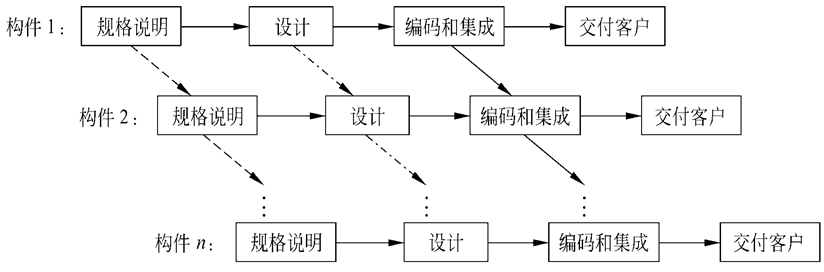 构件1： 规格说明 设计 编码和集成 交付客户
构件2： 规格说明 设计 编码和集成 交付客户
构件n： 规格说明 设计 编码和集成 交付客户